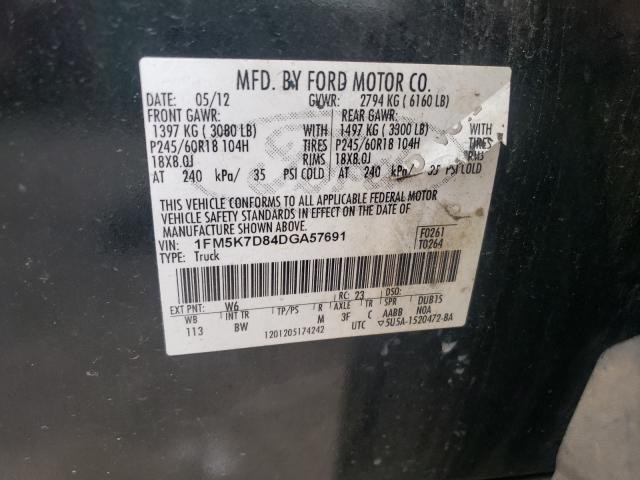 MFD. BY FORD MOTOR CO.
DATE: 05/12 GVWR: 2794 KG ( 6160 LB)
FRONT GAWR: REAR GAWR:
1397 KG ( 3080 LB) WITH 1497 KG ( 3300 LB) WITH
P245/60R18 104H TIRES P245/60R18 104H TIRES
18X8.0J RIMS 18X8.0J RIMS
AT 240 kPa/ 35 PSI COLD AT 240 kPa/ 35 PSI COLD
THIS VEHICLE CONFORMS TO ALL APPLICABLE FEDERAL MOTOR
VEHICLE SAFETY STANDARDS IN EFFECT ON THE DATE OF
MANUFACTURE SHOWN ABOVE.
VIN: 1FM5K7D84DGA57691 F0261
TYPE: Truck T0264
EXT PNT: W6 RC: 23 DSO:
WB INT TR TP/PS R AXLE TR SPR DUB1S
113 BW M 3F C AABB N0A
1201205174242 UTC ▽5U5A-1520472-BA